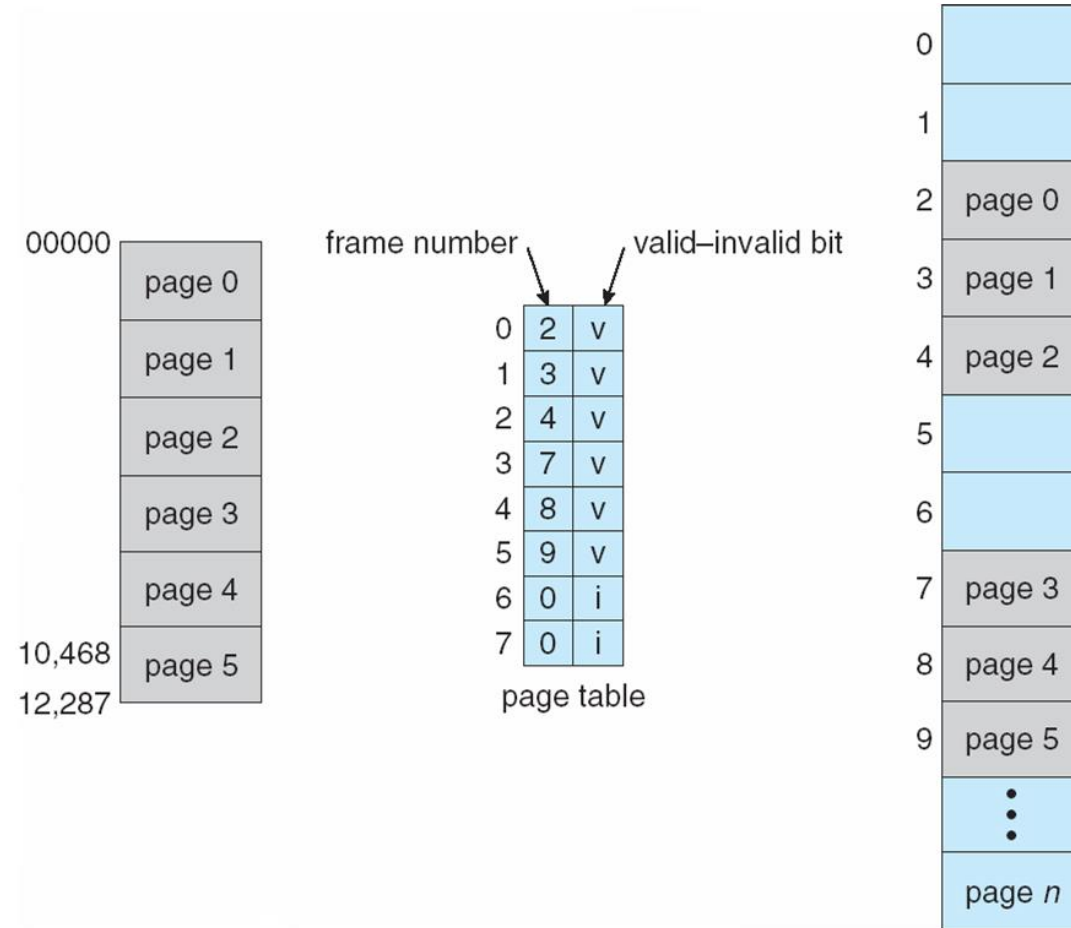 00000
page 0
page 1
page 2
page 3
page 4
10,468
page 5
12,287
frame number
valid–invalid bit
0 2 v
1 3 v
2 4 v
3 7 v
4 8 v
5 9 v
6 0 i
7 0 i
page table
0
1
2 page 0
3 page 1
4 page 2
5
6
7 page 3
8 page 4
9 page 5
page n